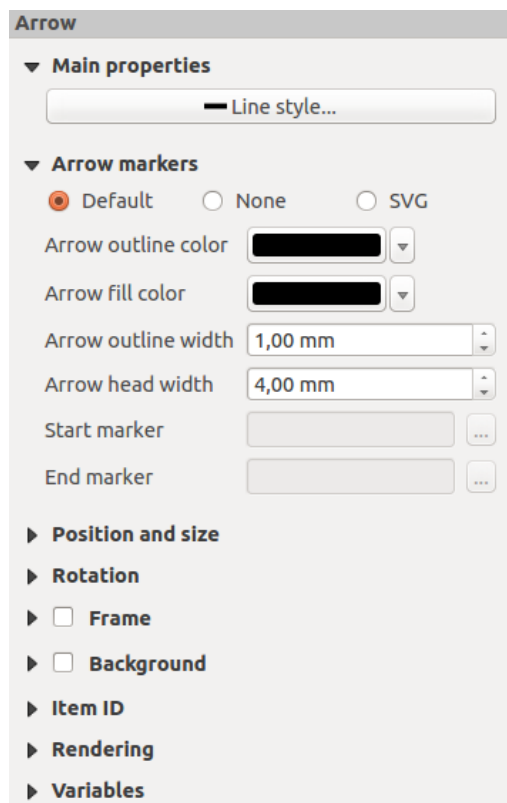 Arrow
Main properties
Line style...
Arrow markers
Default None SVG
Arrow outline color
Arrow fill color
Arrow outline width 1,00 mm
Arrow head width 4,00 mm
Start marker ...
End marker ...
Position and size
Rotation
Frame
Background
Item ID
Rendering
Variables